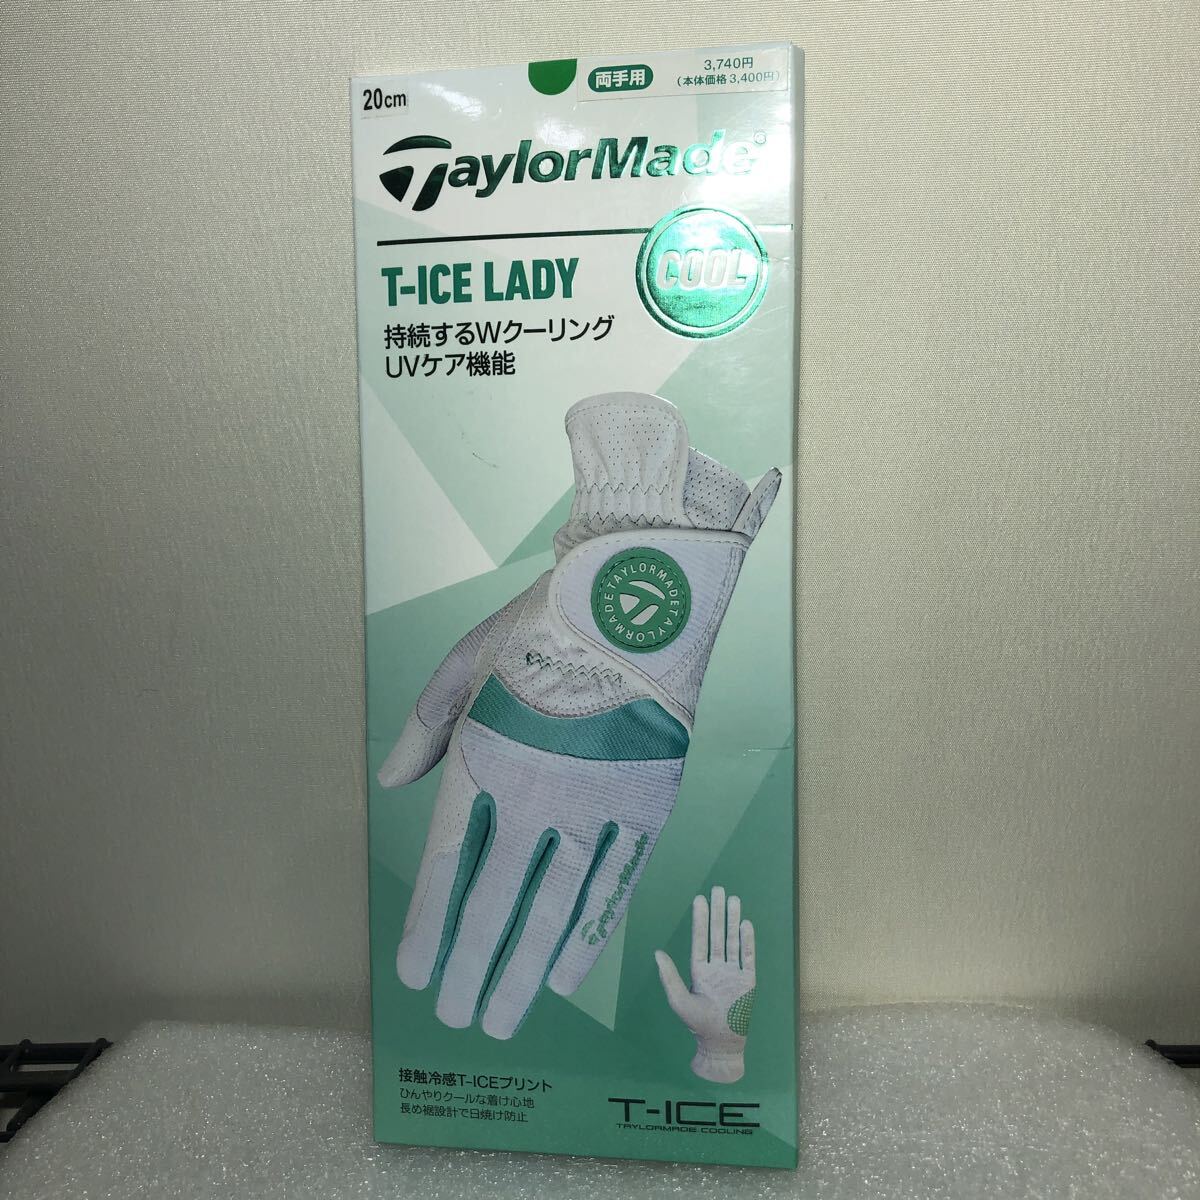 20cm
両手用
3,740円
(本体価格 3,400円)
TaylorMade®
COOL
T-ICE LADY
持続するWクーリング
UVケア機能
TAYLORMADE TAYLORMADE
TaylorMade
接触冷感T-ICEプリント
ひんやりクールな着け心地
長め裾設計で日焼け防止
T-ICE
TAYLORMADE COOLING